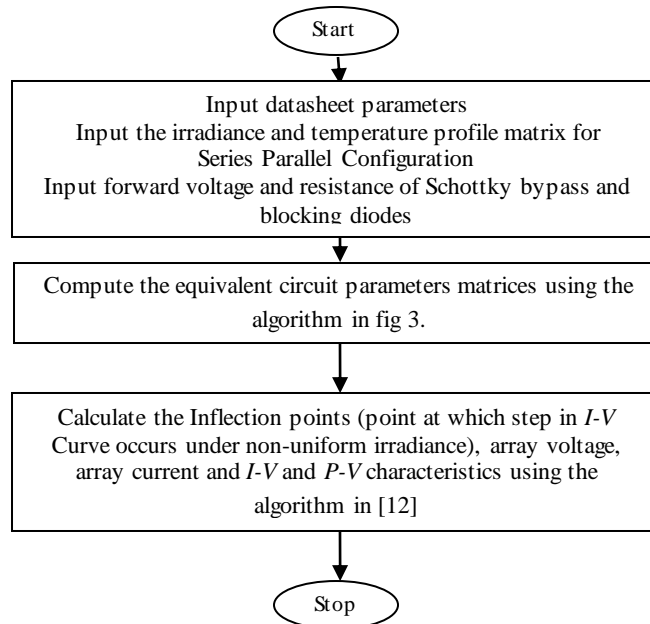 Start
Input datasheet parameters
Input the irradiance and temperature profile matrix for
Series Parallel Configuration
Input forward voltage and resistance of Schottky bypass and
blocking diodes
Compute the equivalent circuit parameters matrices using the
algorithm in fig 3.
Calculate the Inflection points (point at which step in I-V
Curve occurs under non-uniform irradiance), array voltage,
array current and I-V and P-V characteristics using the
algorithm in [12]
Stop